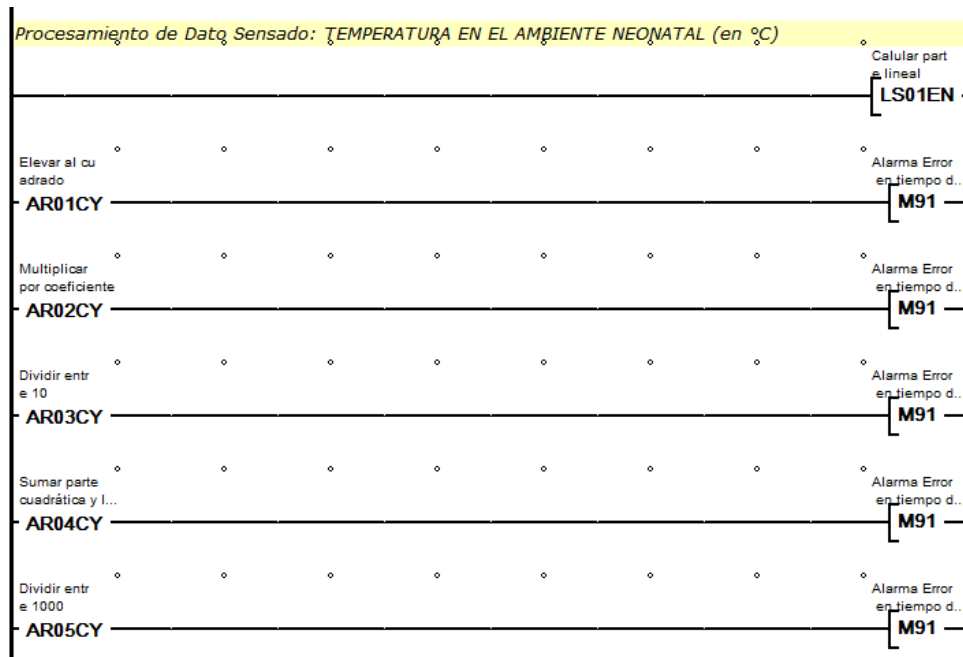 Procesamiento de Dato Sensado: TEMPERATURA EN EL AMBIENTE NEONATAL (en ºC)
Calular part
e lineal
LS01EN
Elevar al cu
adrado
AR01CY
Alarma Error
en tiempo d..
M91
Multiplicar
por coeficiente
AR02CY
Alarma Error
en tiempo d..
M91
Dividir entr
e 10
AR03CY
Alarma Error
en tiempo d..
M91
Sumar parte
cuadrática y l...
AR04CY
Alarma Error
en tiempo d..
M91
Dividir entr
e 1000
AR05CY
Alarma Error
en tiempo d..
M91